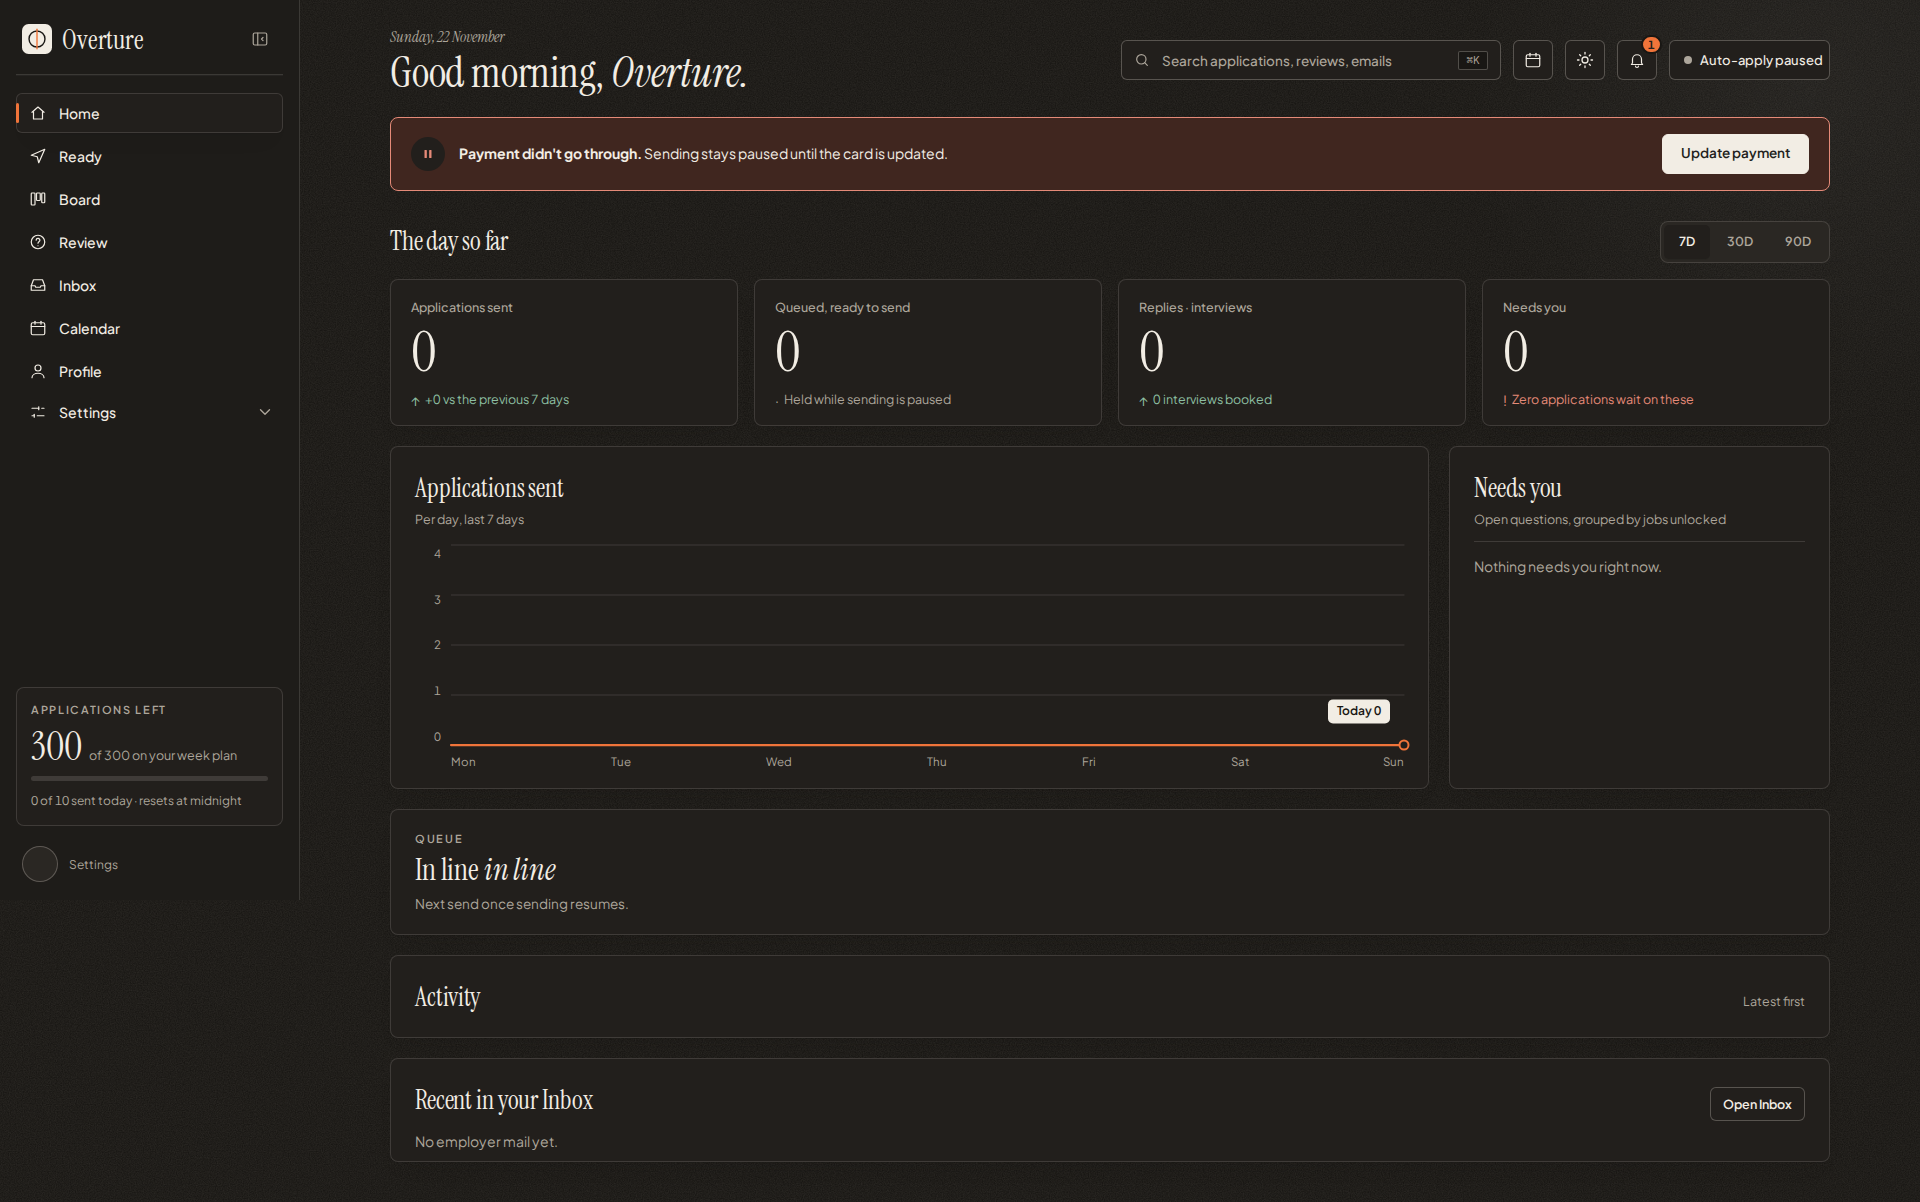 Overture
Home
Ready
Board
Review
Inbox
Calendar
Profile
Settings
APPLICATIONS LEFT
300 of 300 on your week plan
0 of 10 sent today · resets at midnight
Settings
Sunday, 22 November
Good morning, Overture.
Search applications, reviews, emails
⌘K
1
Auto-apply paused
Payment didn't go through. Sending stays paused until the card is updated.
Update payment
The day so far
7D 30D 90D
Applications sent
0
↑ +0 vs the previous 7 days
Queued, ready to send
0
· Held while sending is paused
Replies · interviews
0
↑ 0 interviews booked
Needs you
0
! Zero applications wait on these
Applications sent
Per day, last 7 days
4
3
2
1
0
Today 0
Mon Tue Wed Thu Fri Sat Sun
Needs you
Open questions, grouped by jobs unlocked
Nothing needs you right now.
QUEUE
In line in line
Next send once sending resumes.
Activity
Latest first
Recent in your Inbox
Open Inbox
No employer mail yet.